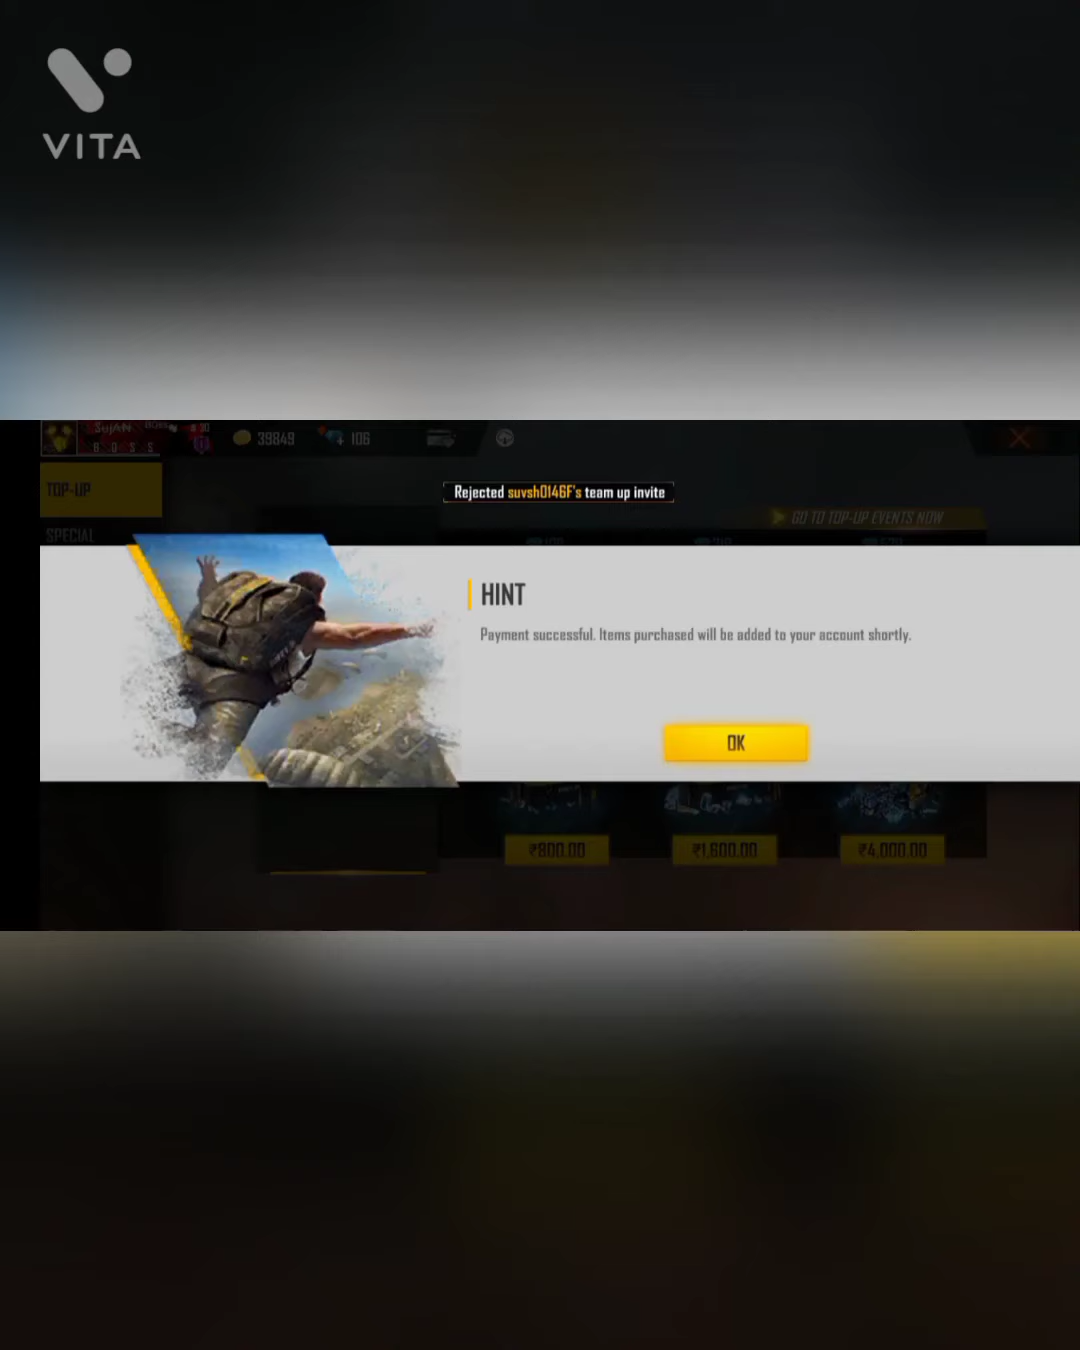 VITA
SujAN Boss
B O S S
39849
106
TOP-UP
Rejected suvsh0146F's team up invite
GO TO TOP-UP EVENTS NOW
SPECIAL
HINT
Payment successful. Items purchased will be added to your account shortly.
OK
₹800.00
₹1,600.00
₹4,000.00